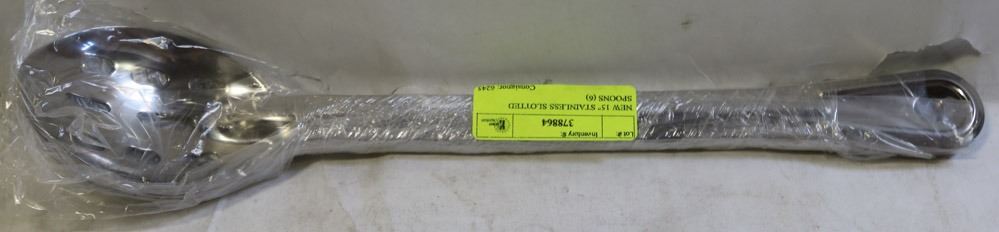 Lot #: Inventory #:
378864
NEW 15" STAINLESS SLOTTED
SPOONS (6)
Consignor: 6245